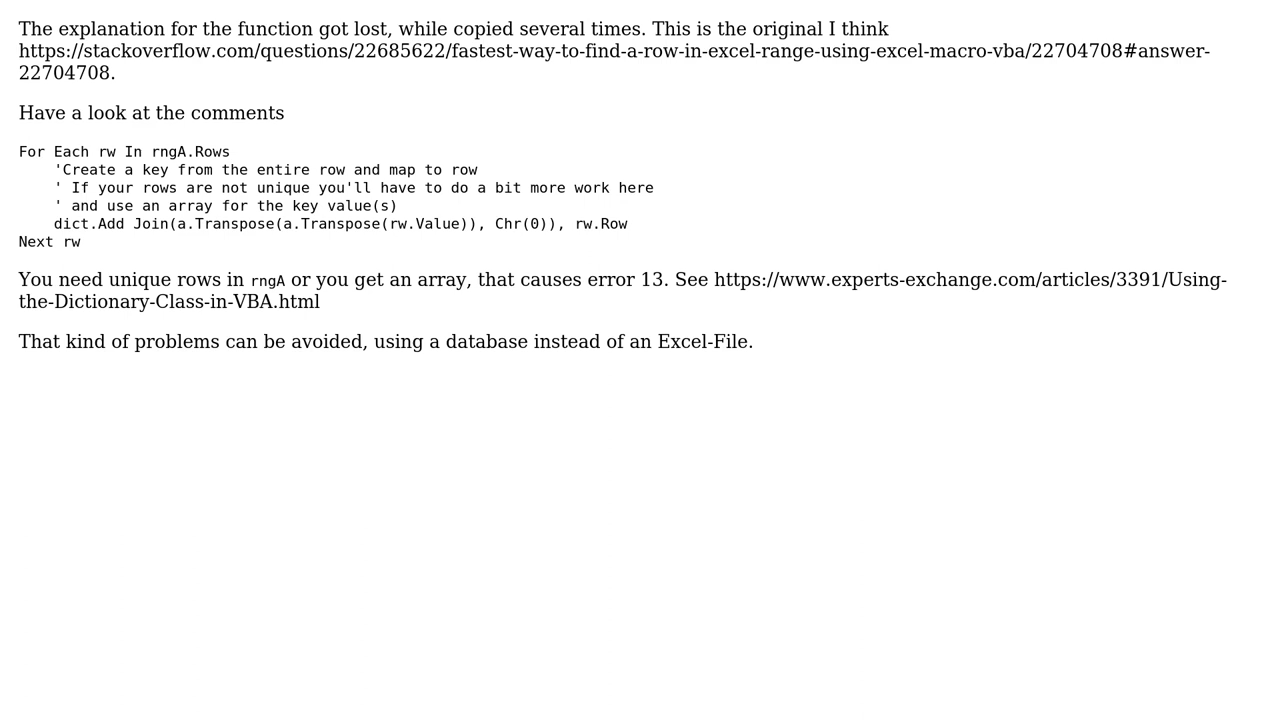 The explanation for the function got lost, while copied several times. This is the original I think
https://stackoverflow.com/questions/22685622/fastest-way-to-find-a-row-in-excel-range-using-excel-macro-vba/22704708#answer-
22704708.
Have a look at the comments
For Each rw In rngA.Rows
    'Create a key from the entire row and map to row
    ' If your rows are not unique you'll have to do a bit more work here
    ' and use an array for the key value(s)
    dict.Add Join(a.Transpose(a.Transpose(rw.Value)), Chr(0)), rw.Row
Next rw
You need unique rows in rngA or you get an array, that causes error 13. See https://www.experts-exchange.com/articles/3391/Using-
the-Dictionary-Class-in-VBA.html
That kind of problems can be avoided, using a database instead of an Excel-File.